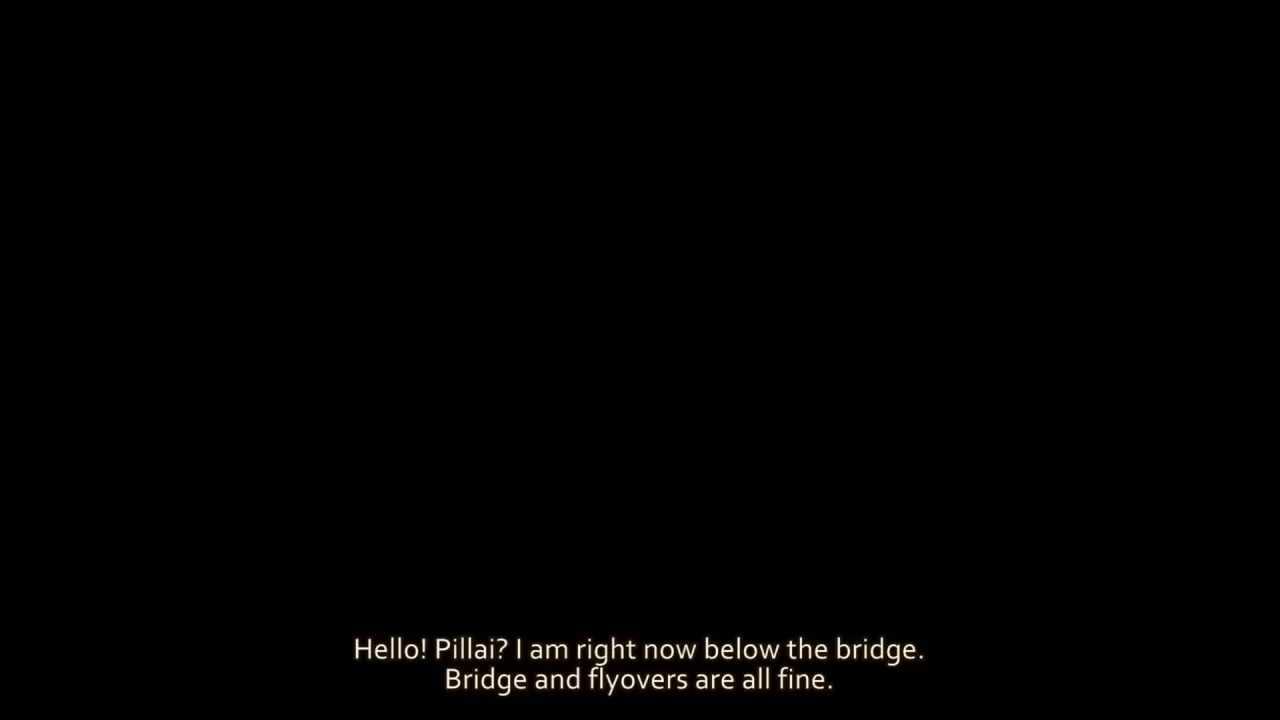 Hello! Pillai? I am right now below the bridge.
Bridge and flyovers are all fine.